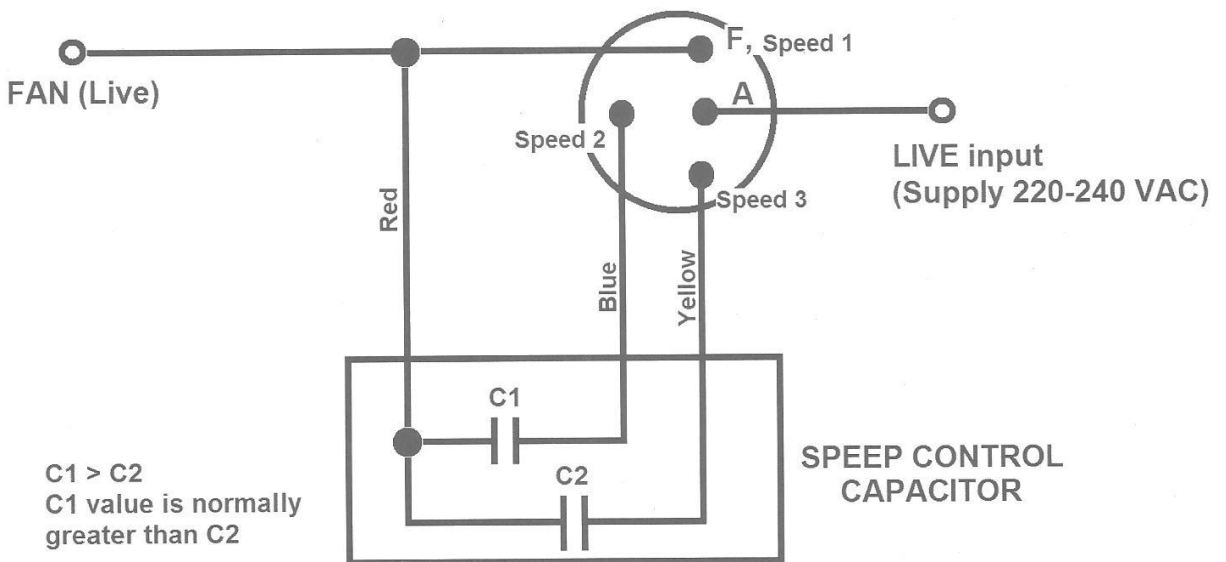 F, Speed 1
FAN (Live)
A
Speed 2
LIVE input
(Supply 220-240 VAC)
Speed 3
Red
Blue
Yellow
C1
C2
C1 > C2
C1 value is normally
greater than C2
SPEEP CONTROL
CAPACITOR